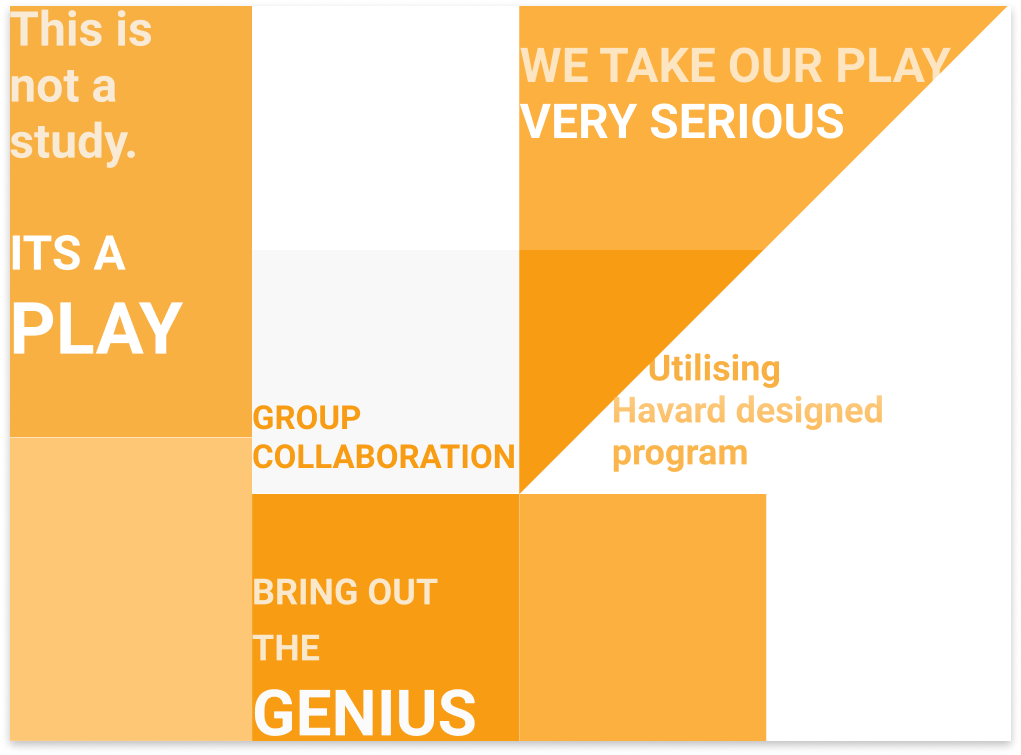 This is
not a
study.
ITS A
PLAY
WE TAKE OUR PLAY
VERY SERIOUS
GROUP
COLLABORATION
Utilising
Havard designed
program
BRING OUT
THE
GENIUS